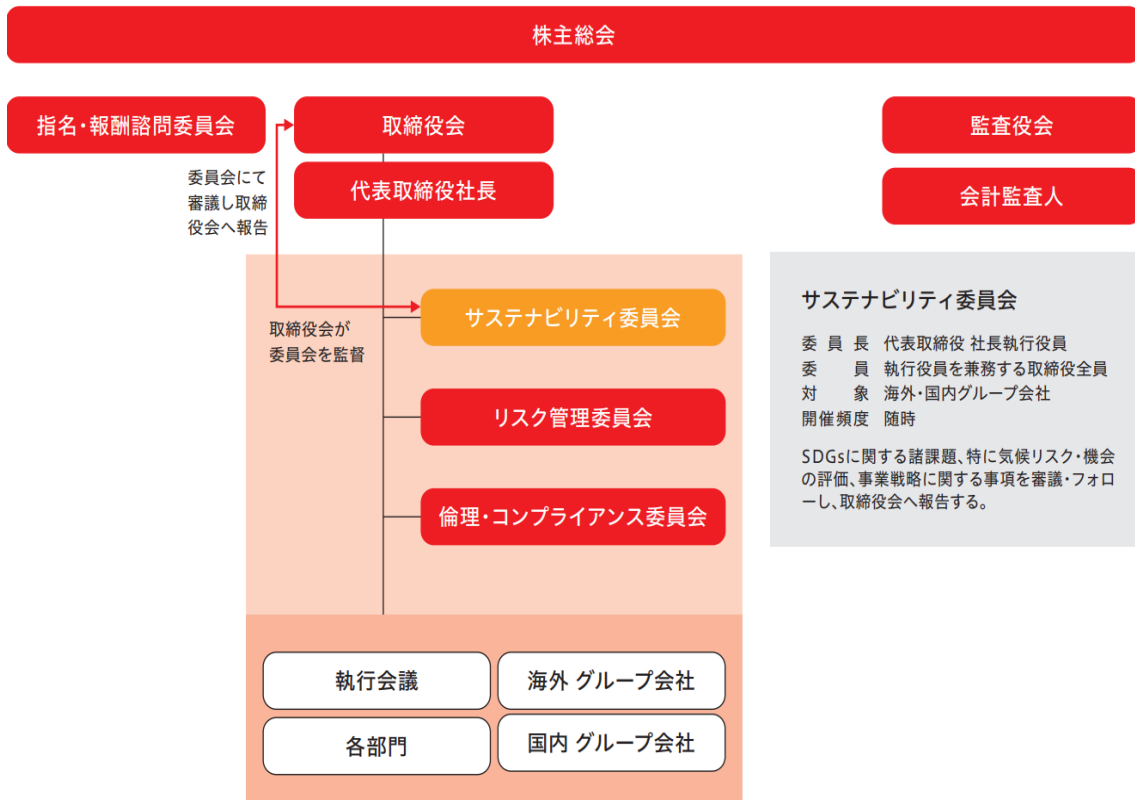 株主総会
指名・報酬諮問委員会
取締役会
監査役会
委員会にて
審議し取締
役会へ報告
代表取締役社長
会計監査人
取締役会が
委員会を監督
サステナビリティ委員会
リスク管理委員会
倫理・コンプライアンス委員会
サステナビリティ委員会
委員長 代表取締役 社長執行役員
委員 執行役員を兼務する取締役全員
対象 海外・国内グループ会社
開催頻度 随時
SDGsに関する諸課題、特に気候リスク・機会
の評価、事業戦略に関する事項を審議・フォロ
ーし、取締役会へ報告する。
執行会議
海外 グループ会社
各部門
国内 グループ会社